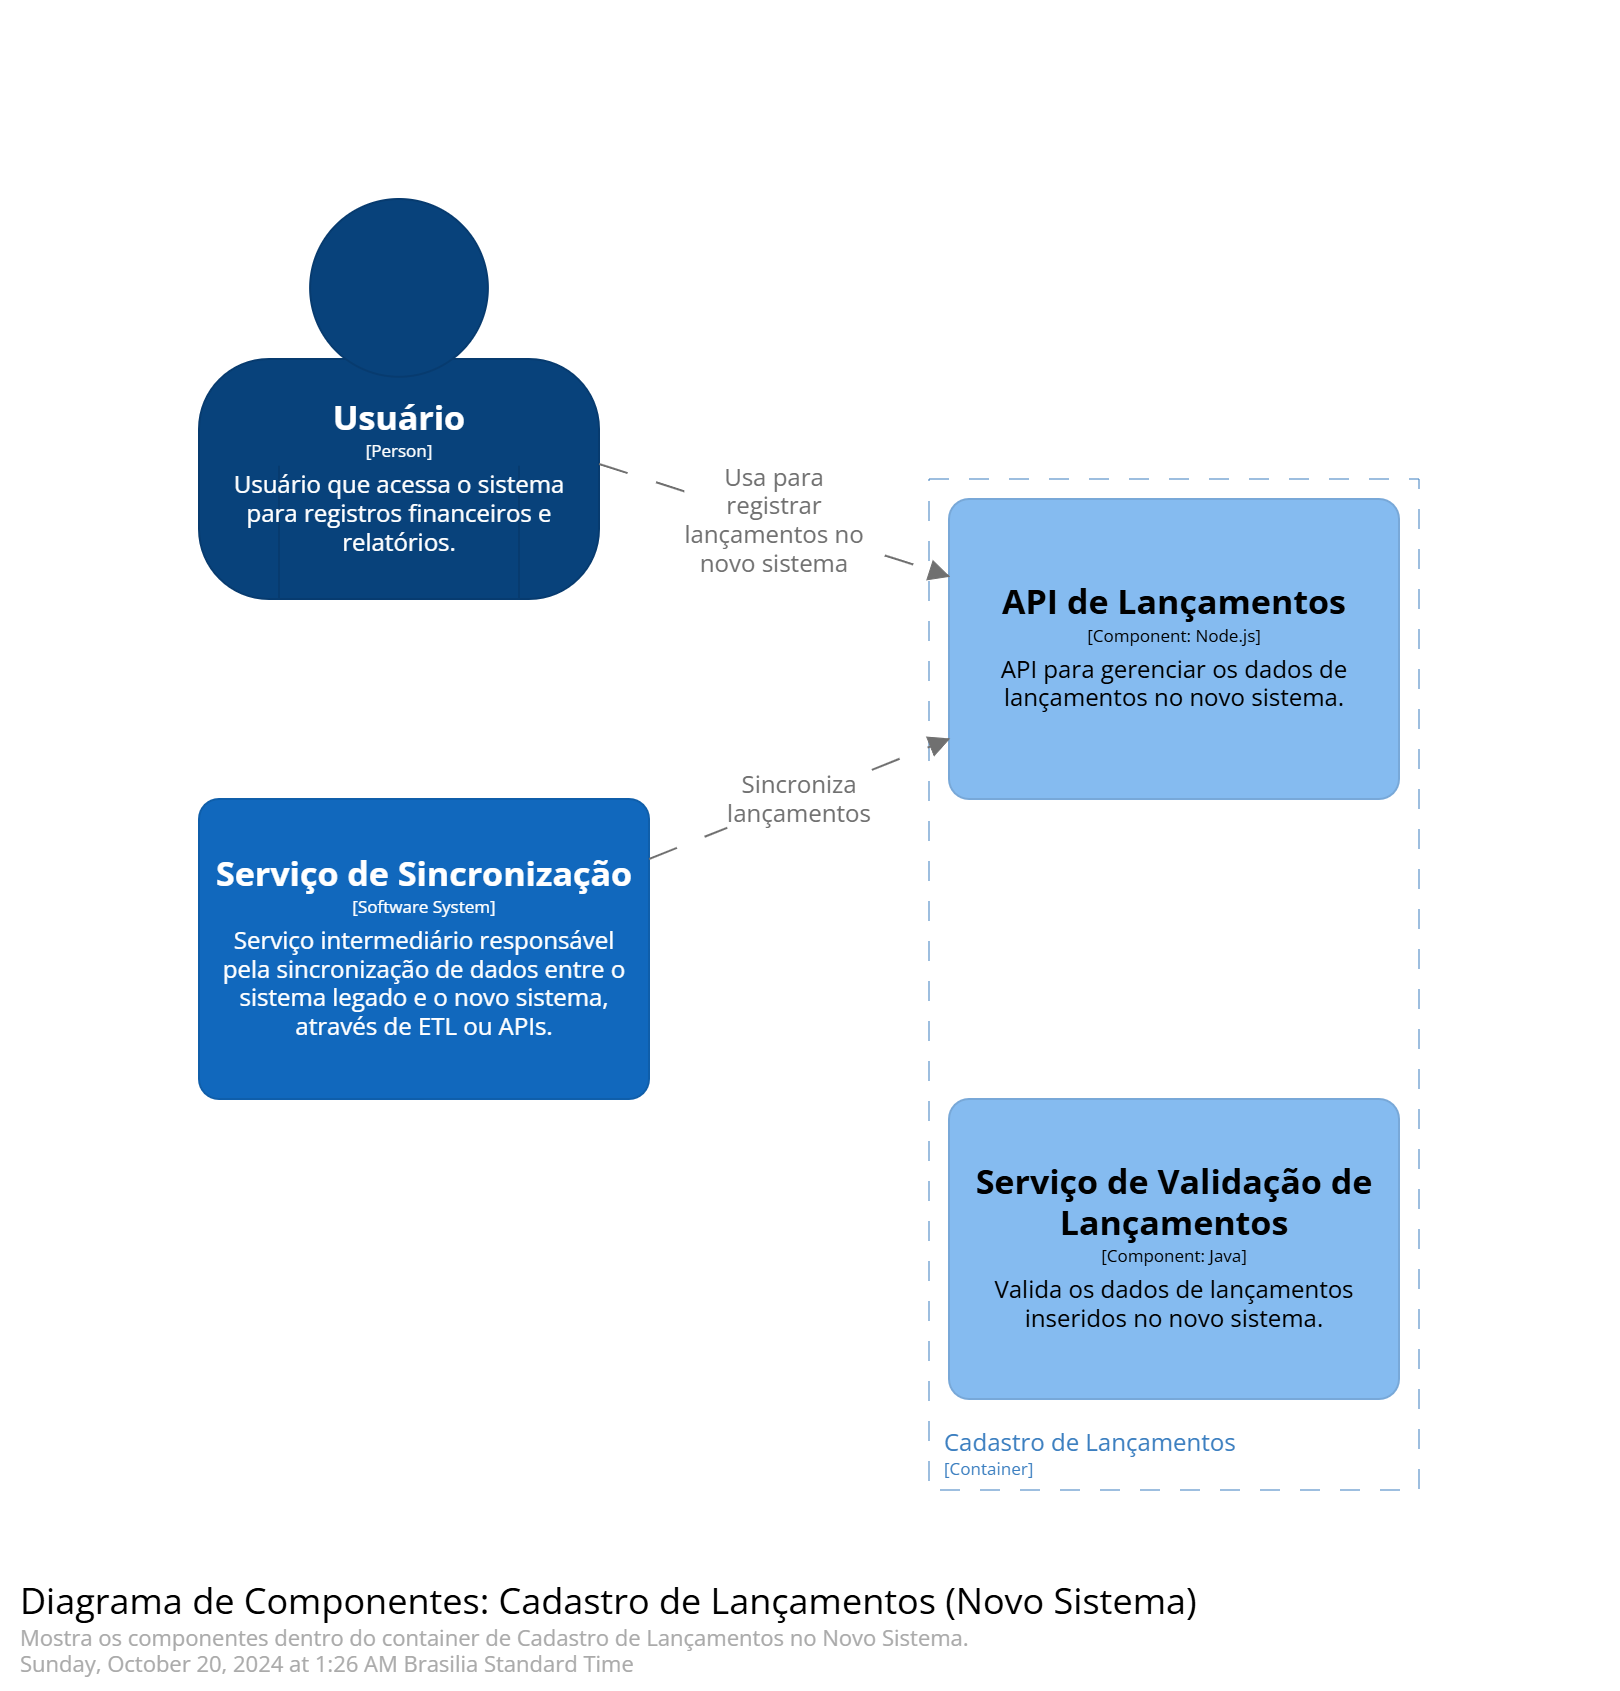 Usuário
[Person]
Usuário que acessa o sistema
para registros financeiros e
relatórios.
Usa para
registrar
lançamentos no
novo sistema
API de Lançamentos
[Component: Node.js]
API para gerenciar os dados de
lançamentos no novo sistema.
Sincroniza
lançamentos
Serviço de Sincronização
[Software System]
Serviço intermediário responsável
pela sincronização de dados entre o
sistema legado e o novo sistema,
através de ETL ou APIs.
Serviço de Validação de
Lançamentos
[Component: Java]
Valida os dados de lançamentos
inseridos no novo sistema.
Cadastro de Lançamentos
[Container]
Diagrama de Componentes: Cadastro de Lançamentos (Novo Sistema)
Mostra os componentes dentro do container de Cadastro de Lançamentos no Novo Sistema.
Sunday, October 20, 2024 at 1:26 AM Brasilia Standard Time